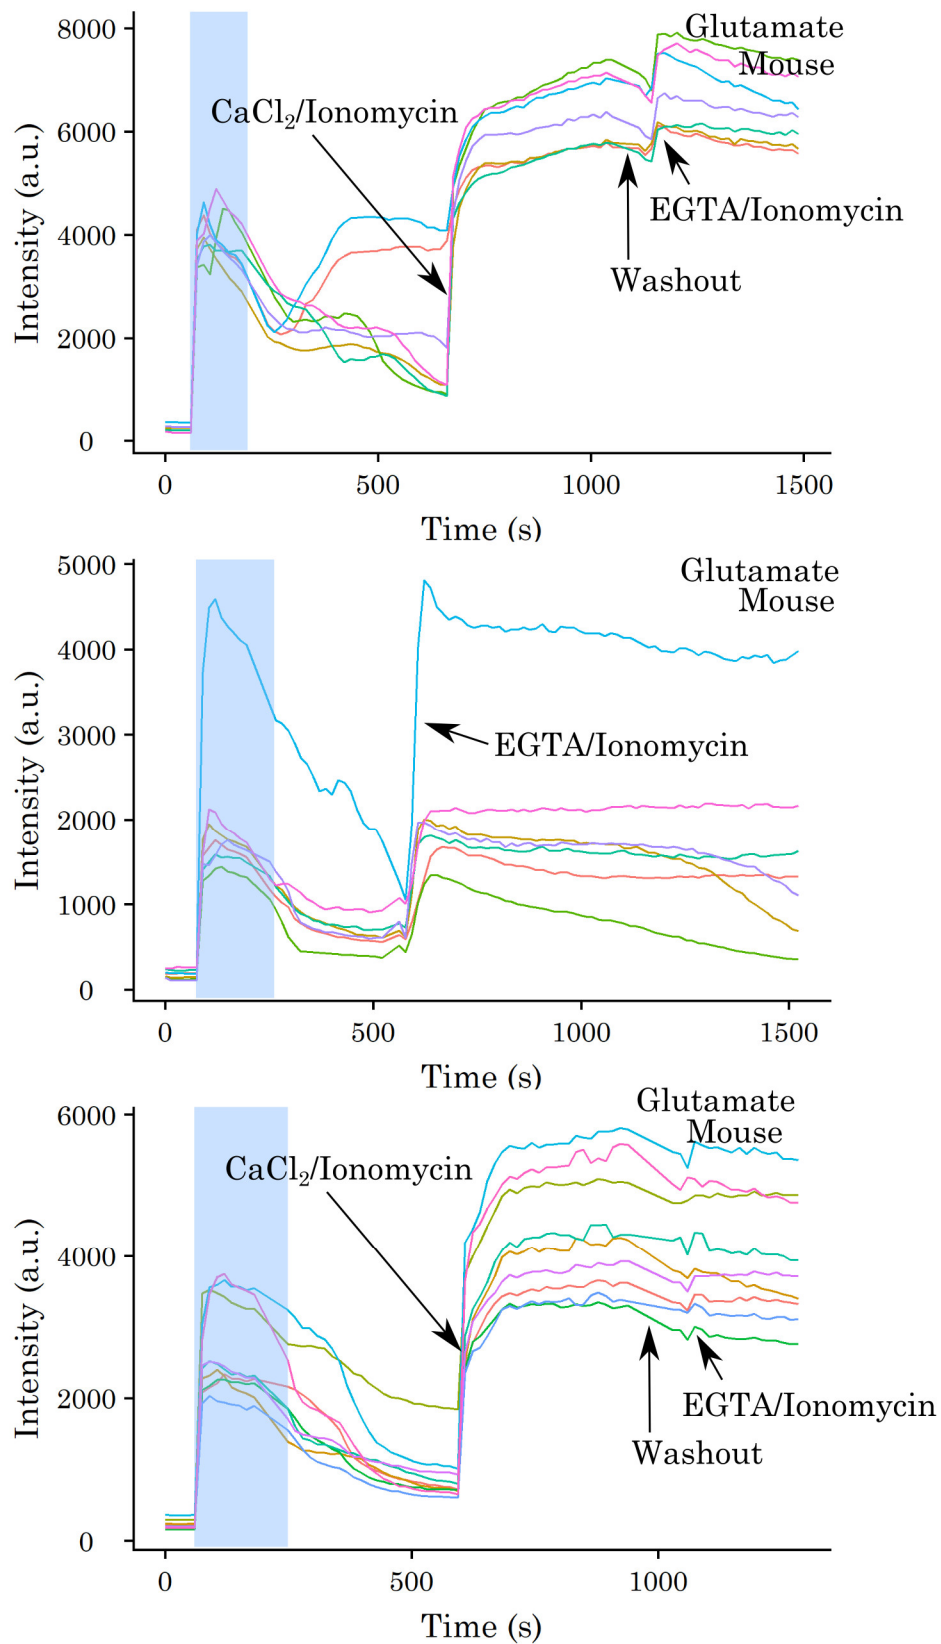 Glutamate
Mouse
CaCl₂/Ionomycin
EGTA/Ionomycin
Washout
Intensity (a.u.)
8000
6000
4000
2000
0
0 500 1000 1500
Time (s)
Glutamate
Mouse
EGTA/Ionomycin
Intensity (a.u.)
5000
4000
3000
2000
1000
0
0 500 1000 1500
Time (s)
Glutamate
Mouse
CaCl₂/Ionomycin
EGTA/Ionomycin
Washout
Intensity (a.u.)
6000
4000
2000
0
0 500 1000
Time (s)